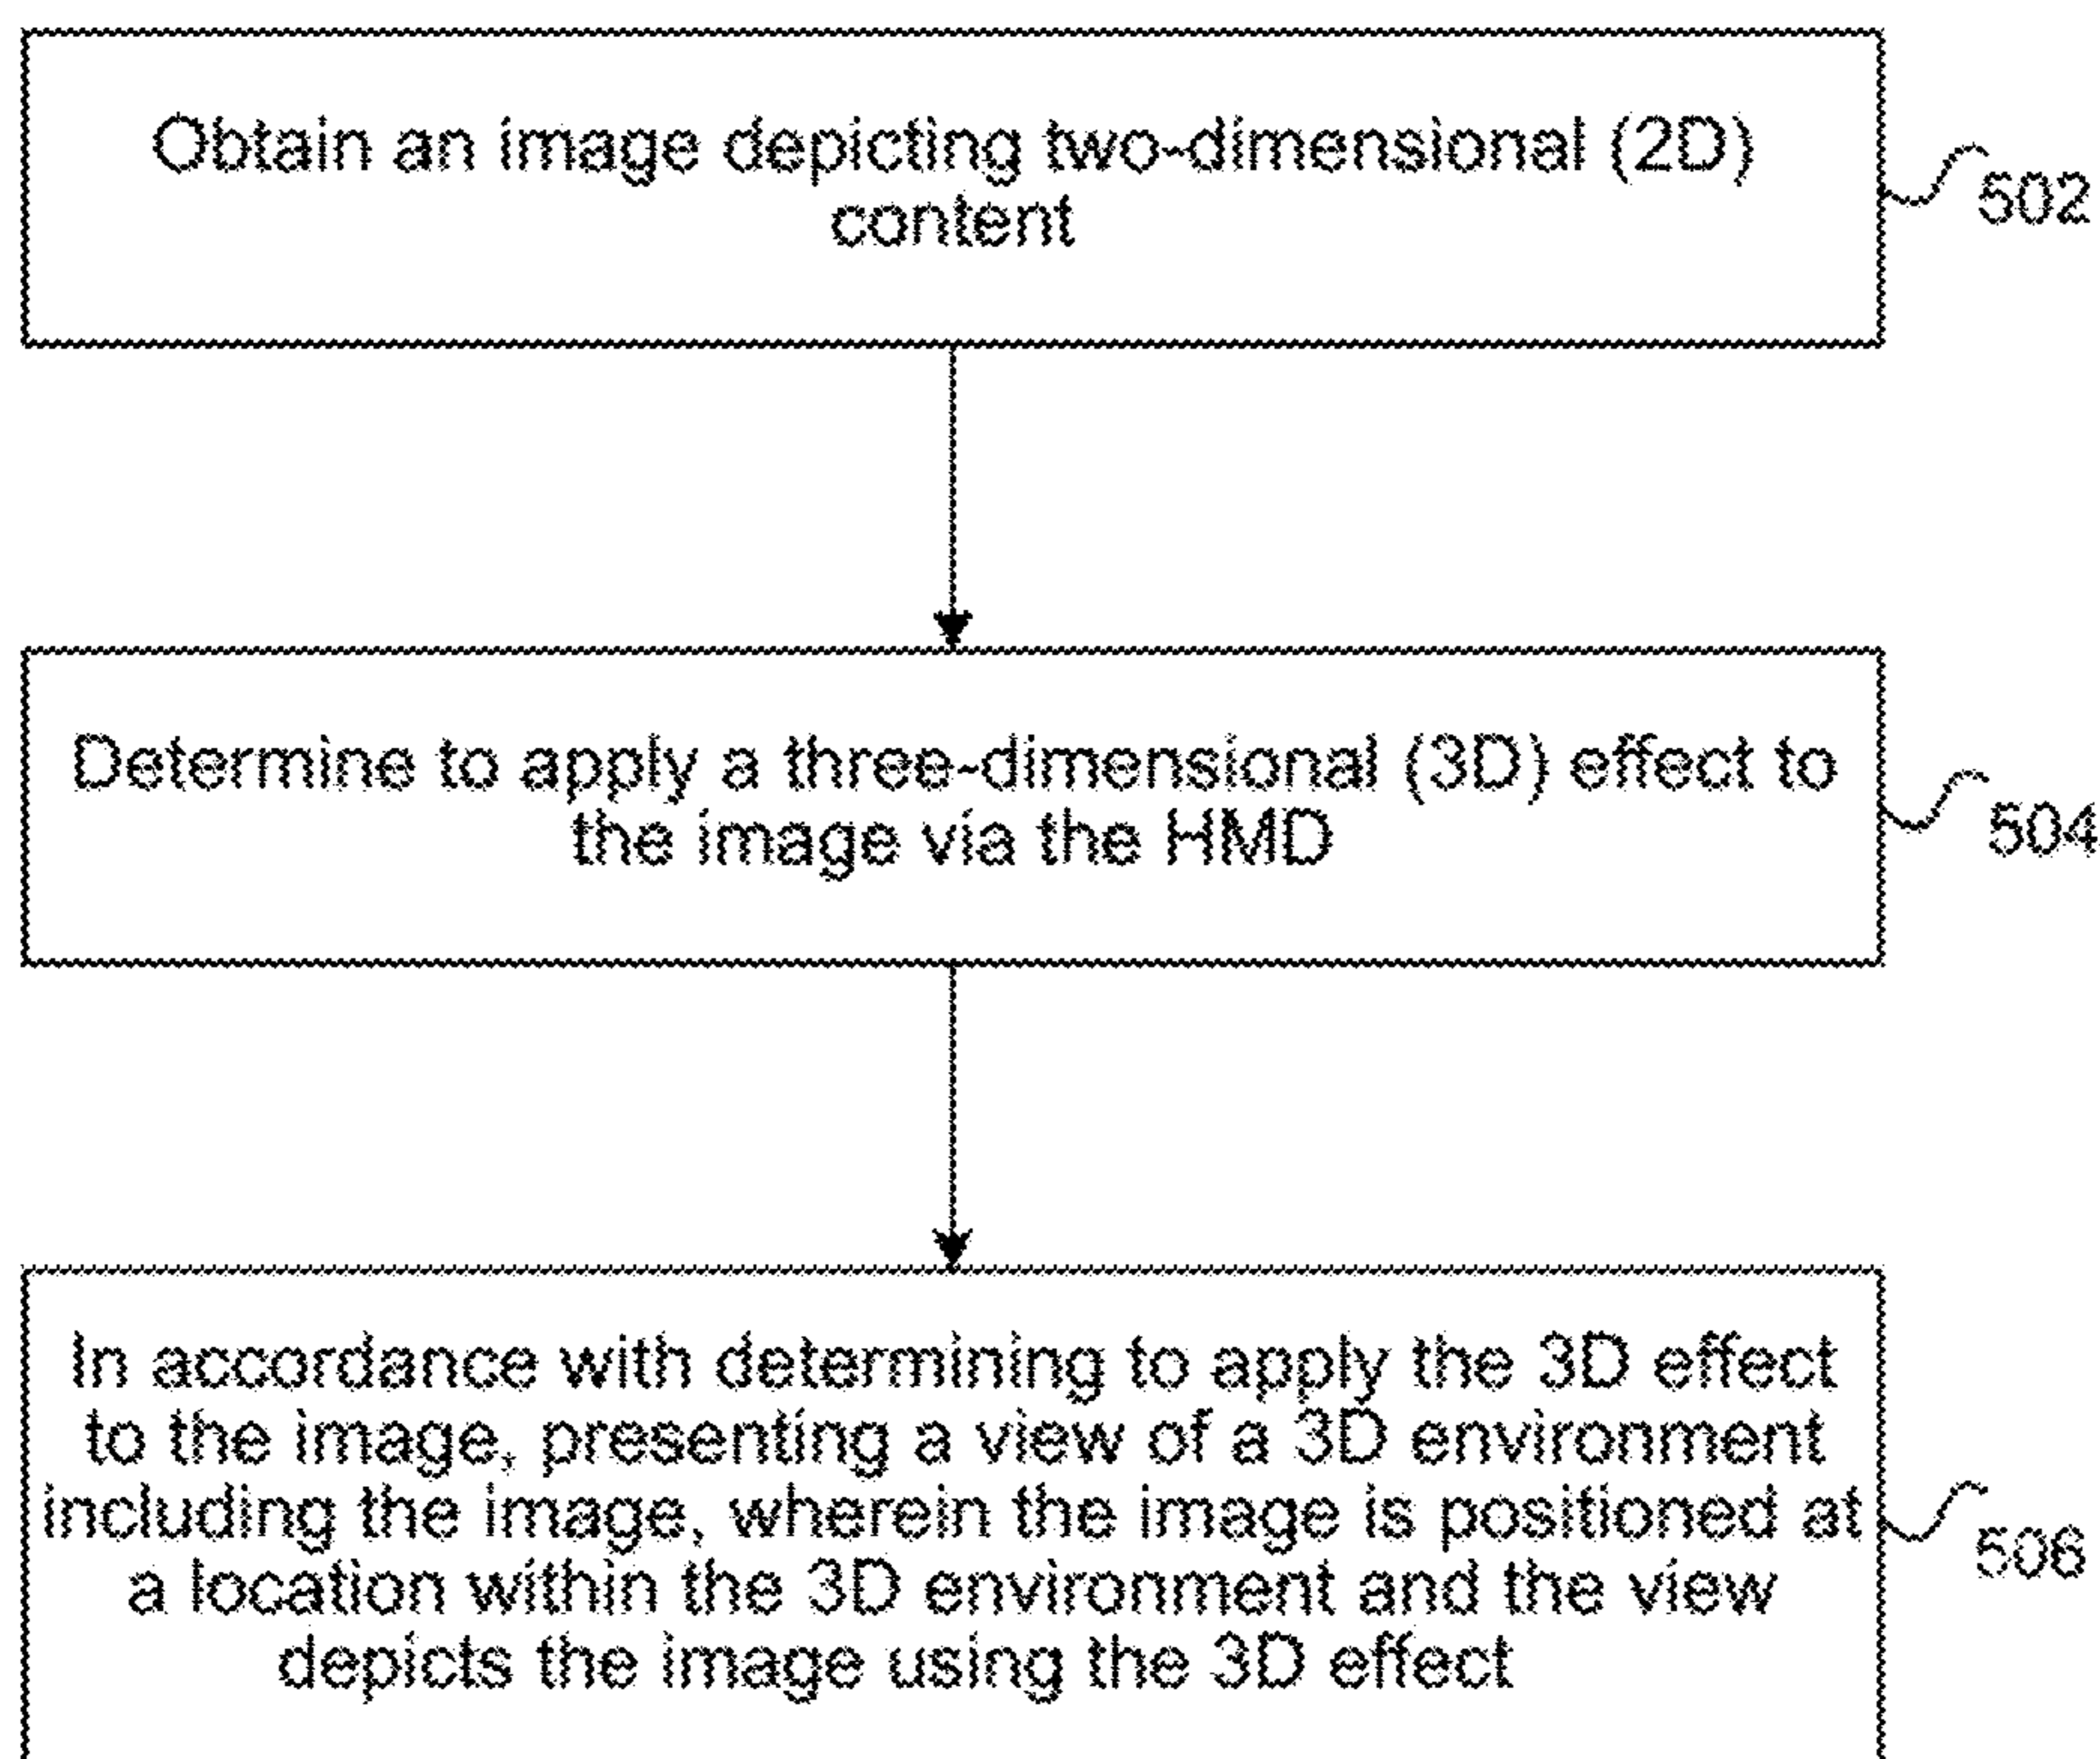 Obtain an image depicting two-dimensional (2D)
content
502
Determine to apply a three-dimensional (3D) effect to
the image via the HMD
504
In accordance with determining to apply the 3D effect
to the image, presenting a view of a 3D environment
including the image, wherein the image is positioned at
a location within the 3D environment and the view
depicts the image using the 3D effect
506